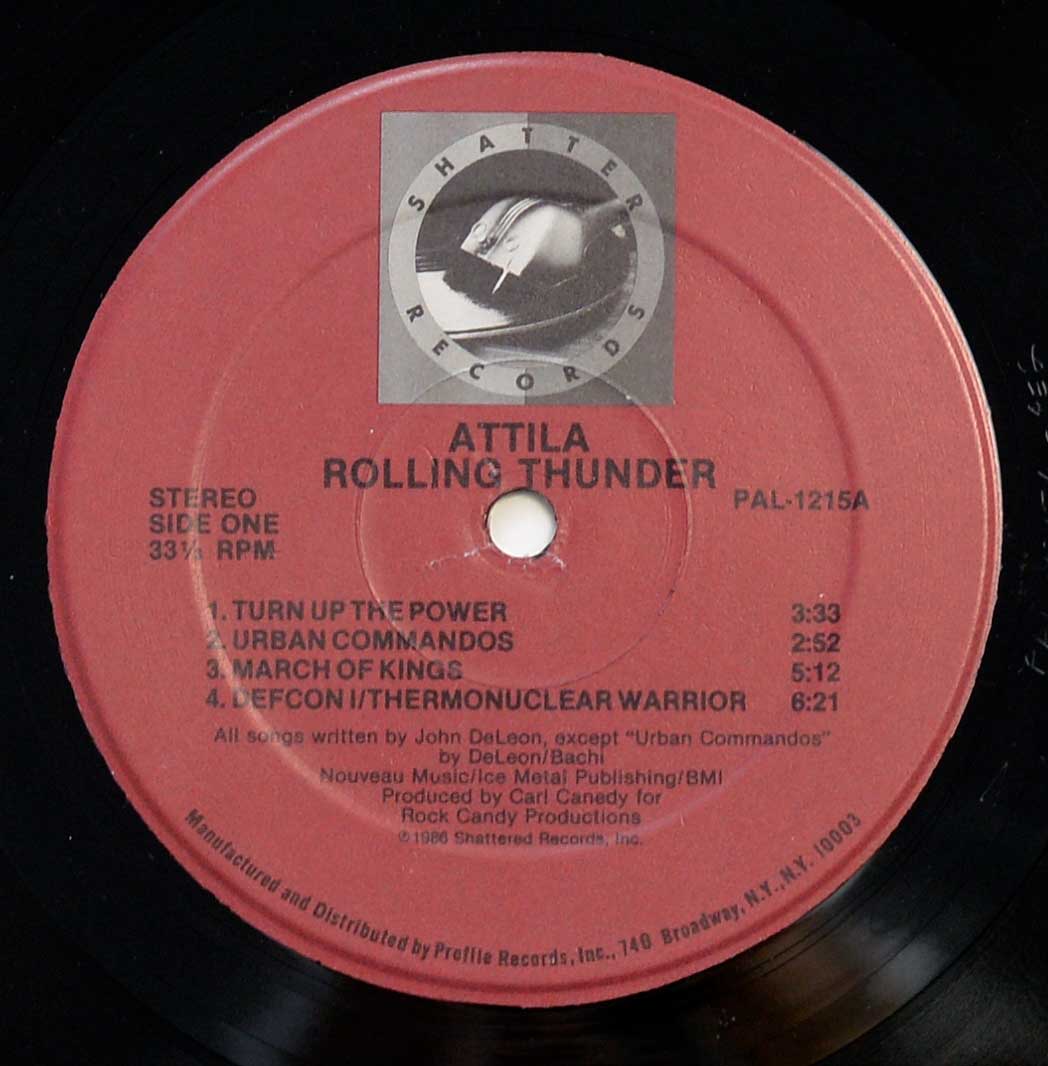 SHATTER
RECORDS
ATTILA
ROLLING THUNDER
STEREO
SIDE ONE
33⅓ RPM
PAL-1215A
1. TURN UP THE POWER 3:33
2. URBAN COMMANDOS 2:52
3. MARCH OF KINGS 5:12
4. DEFCON I/THERMONUCLEAR WARRIOR 6:21
All songs written by John DeLeon, except "Urban Commandos"
by DeLeon/Bachi
Nouveau Music/Ice Metal Publishing/BMI
Produced by Carl Canedy for
Rock Candy Productions
©1986 Shattered Records, Inc.
Manufactured and Distributed by Profile Records, Inc., 740 Broadway, N.Y., N.Y. 10003